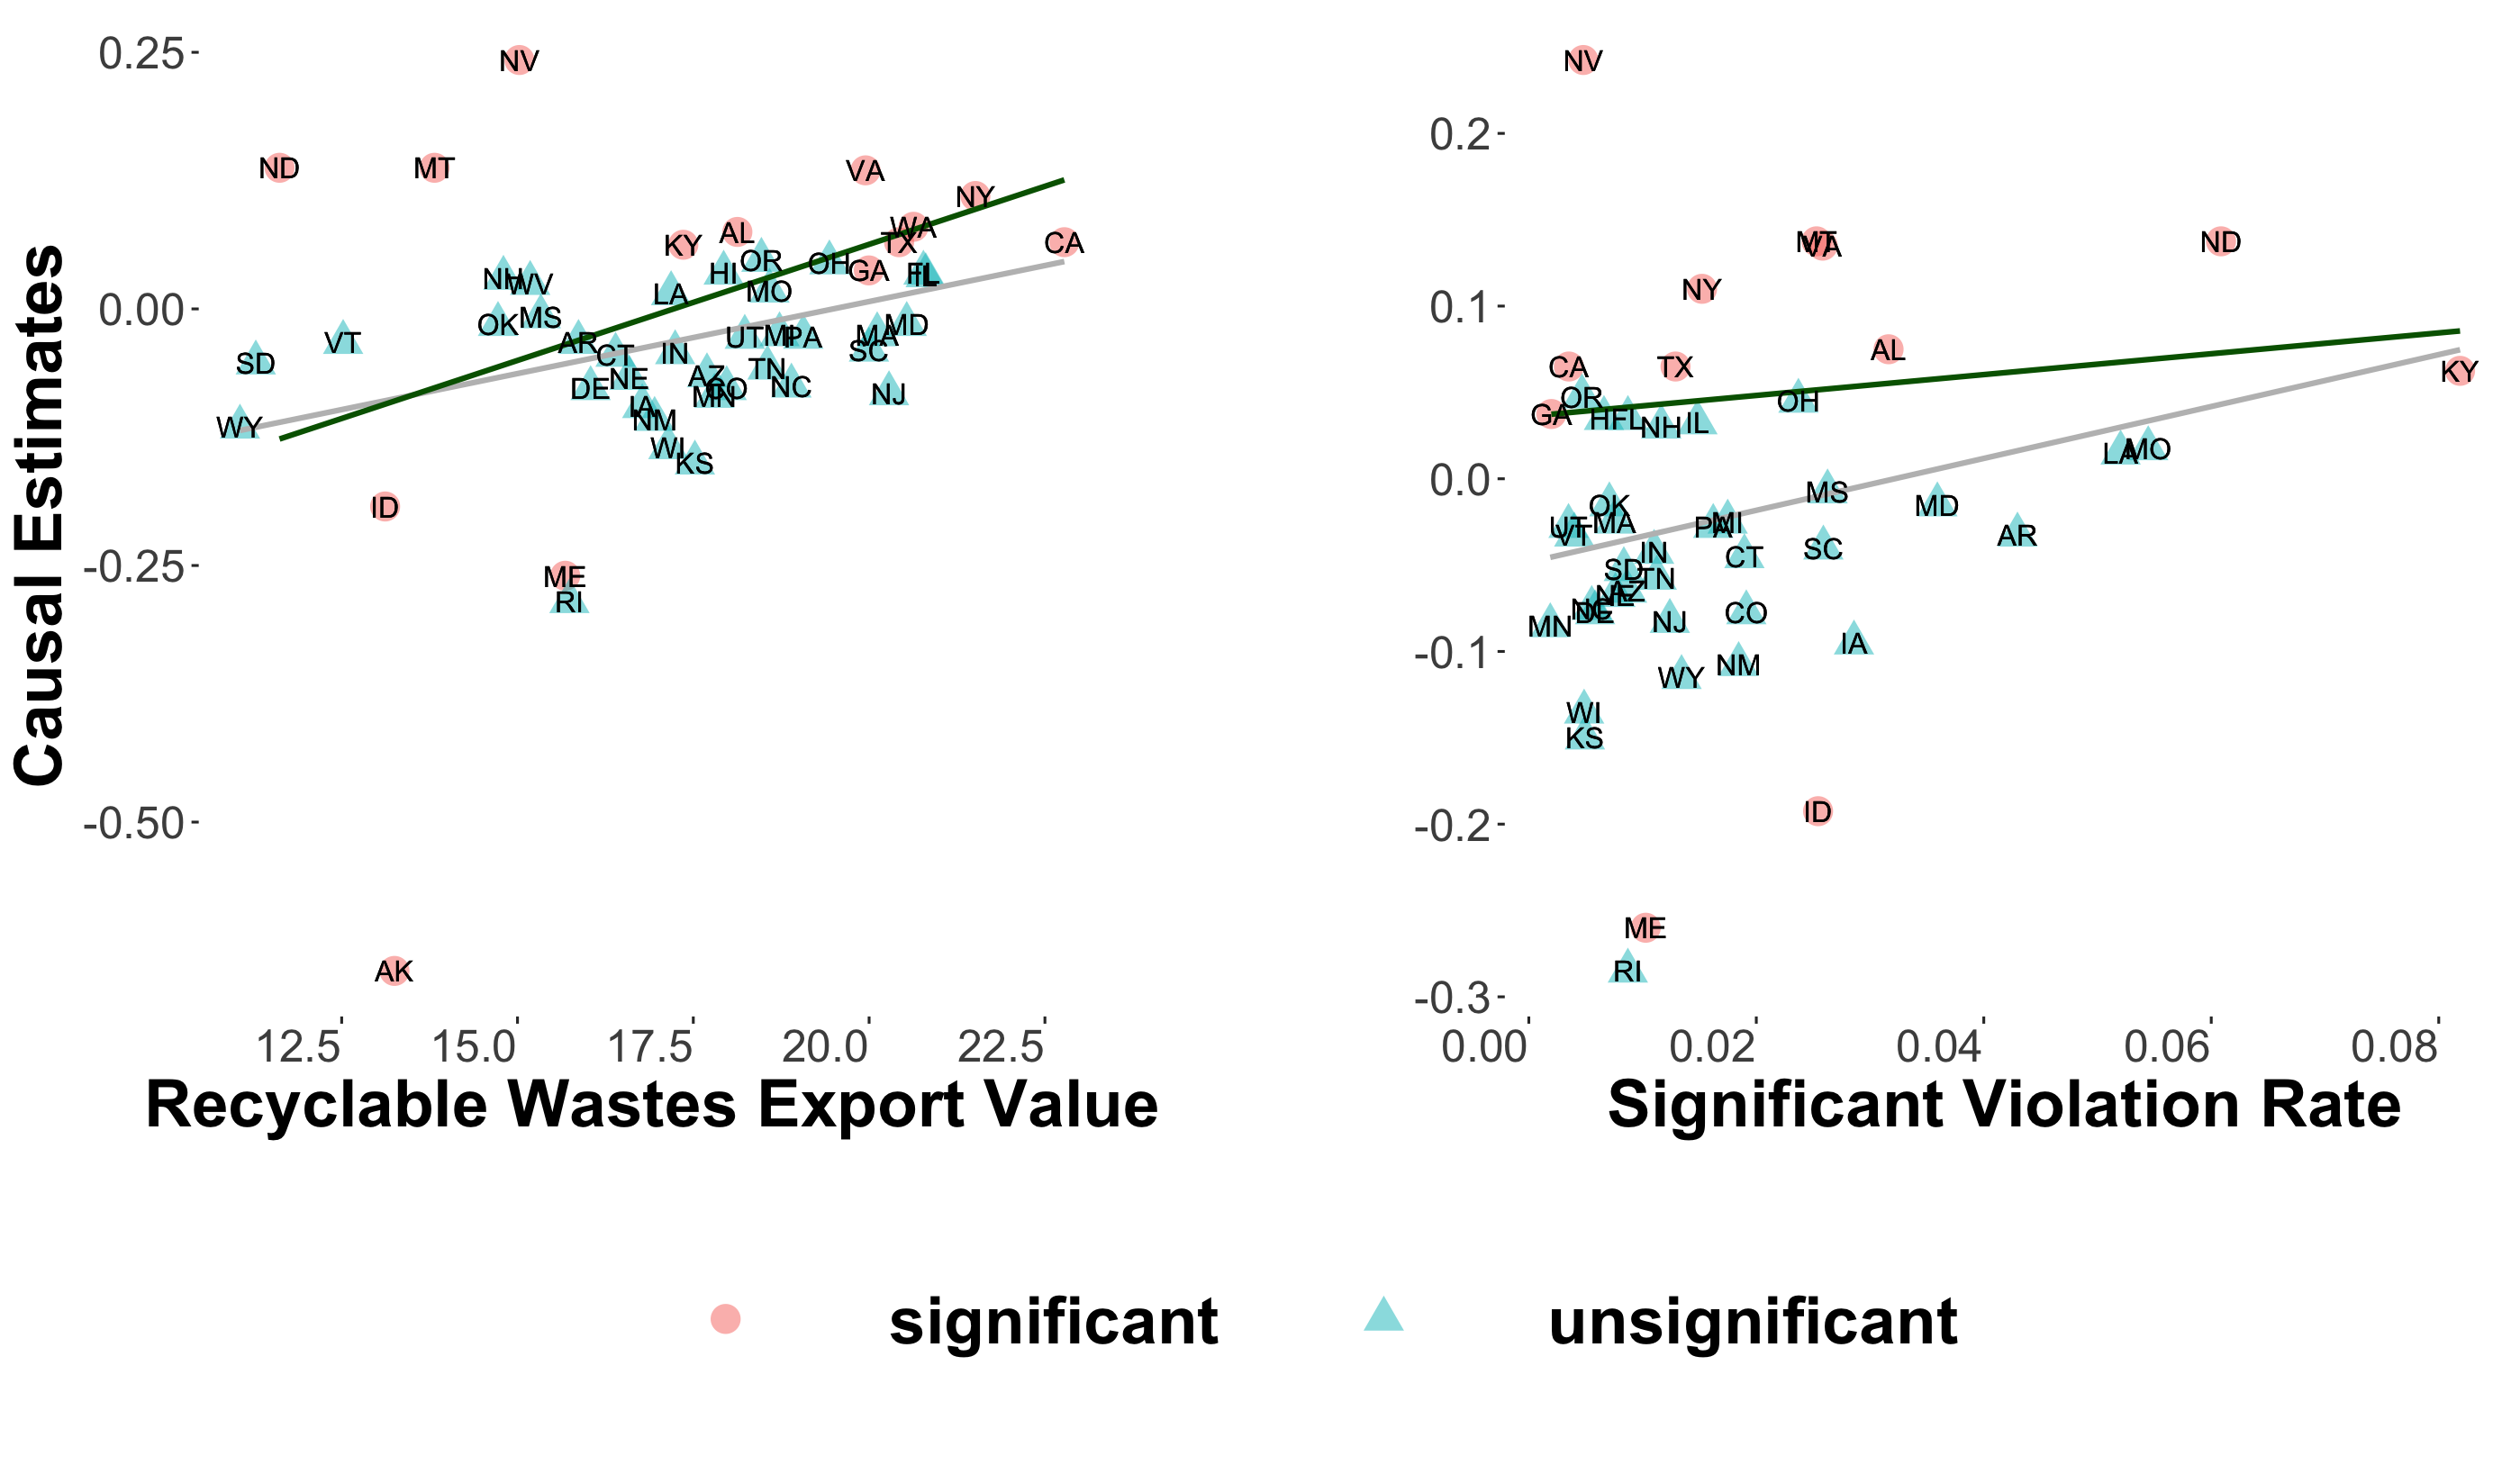 Causal Estimates
0.25
0.00
-0.25
-0.50
NV
ND
MT
VA
NY
AL
WA
KY
TX
CA
OR
OH
GA
HI
FL
NH
WV
LA
MO
OK
MS
MD
VT
AR
UT
MI
PA
MA
SD
CT
IN
SC
TN
DE
NE
AZ
CO
NC
NJ
IA
MN
WY
NM
WI
KS
ID
ME
RI
AK
12.5
15.0
17.5
20.0
22.5
Recyclable Wastes Export Value
0.2
0.1
0.0
-0.1
-0.2
-0.3
NV
MT
VA
ND
NY
AL
CA
TX
KY
OR
OH
GA
HI
FL
NH
IL
LA
MO
OK
MS
MD
UT
VT
MA
PA
MI
AR
IN
CT
SC
SD
TN
NE
AZ
NC
DE
MN
NJ
CO
IA
WY
NM
WI
KS
ID
ME
RI
0.00
0.02
0.04
0.06
0.08
Significant Violation Rate
significant
unsignificant